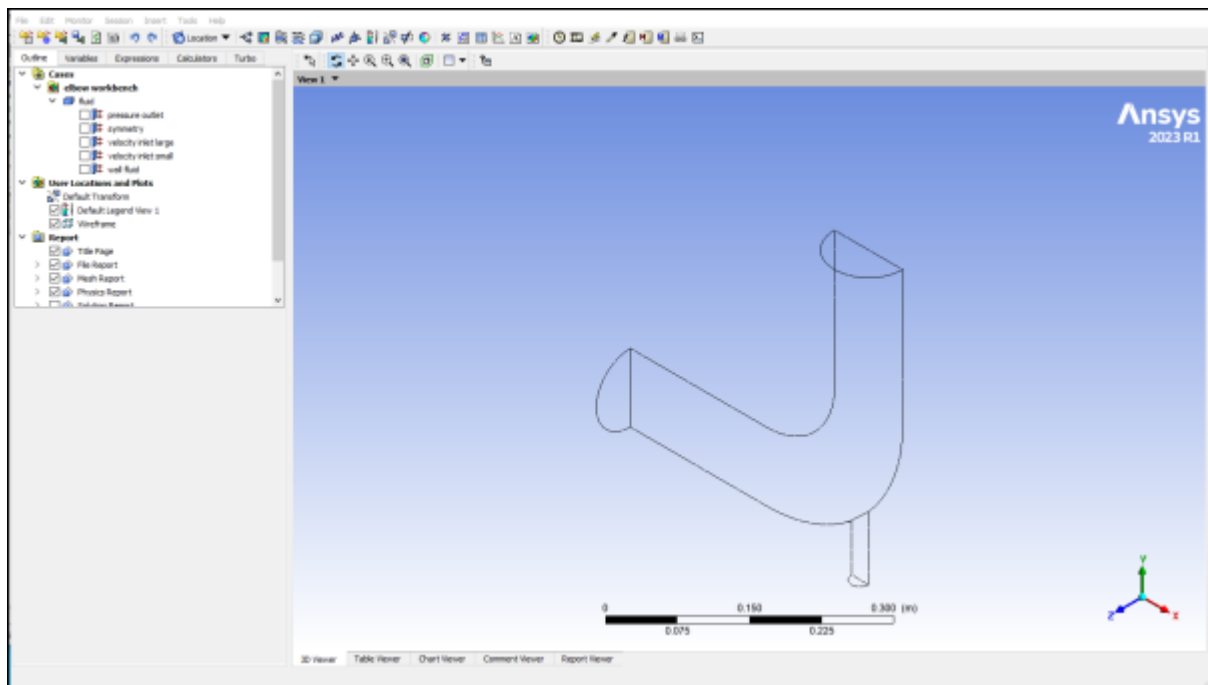 File Edit Monitor Session Insert Tools Help
Location
Outline Variables Expressions Calculators Turbo
View 1
Cases
elbow workbench
fluid
pressure outlet
symmetry
velocity inlet large
velocity inlet small
wall fluid
User Locations and Plots
Default Transform
Default Legend View 1
Wireframe
Report
Title Page
File Report
Mesh Report
Physics Report
Solution Report
Ansys
2023 R1
0 0.150 0.300 (m)
0.075 0.225
Y
Z X
3D Viewer Table Viewer Chart Viewer Comment Viewer Report Viewer